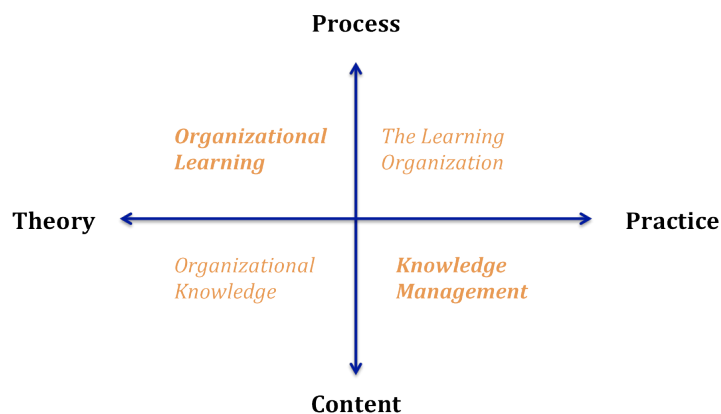 Process
Organizational
Learning
The Learning
Organization
Theory
Practice
Organizational
Knowledge
Knowledge
Management
Content